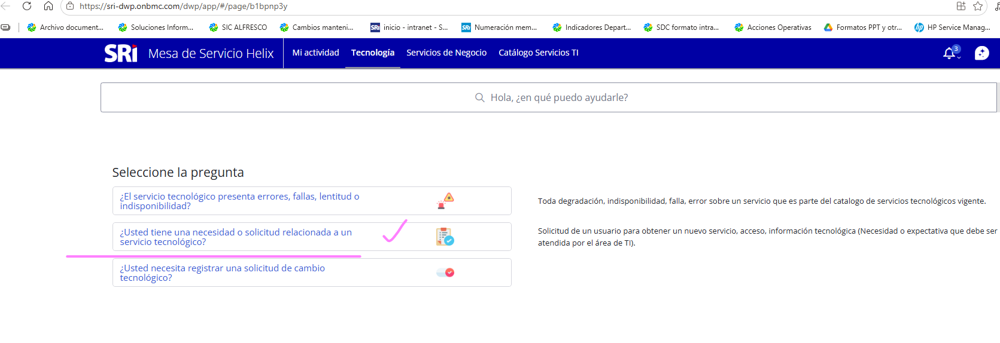 https://sri-dwp.onbmc.com/dwp/app/#/page/b1bpnp3y
Archivo document... Soluciones Inform... SIC ALFRESCO Cambios manteni... SRi inicio - intranet - S... SRi Numeración mem... Indicadores Depart... SDC formato intra... Acciones Operativas Formatos PPT y otr... hp HP Service Manag...
SRi Mesa de Servicio Helix Mi actividad Tecnología Servicios de Negocio Catálogo Servicios TI 3
Hola, ¿en qué puedo ayudarle?
Seleccione la pregunta
¿El servicio tecnológico presenta errores, fallas, lentitud o
indisponibilidad?
Toda degradación, indisponibilidad, falla, error sobre un servicio que es parte del catalogo de servicios tecnológicos vigente.
¿Usted tiene una necesidad o solicitud relacionada a un
servicio tecnológico?
Solicitud de un usuario para obtener un nuevo servicio, acceso, información tecnológica (Necesidad o expectativa que debe ser
atendida por el área de TI).
¿Usted necesita registrar una solicitud de cambio
tecnológico?